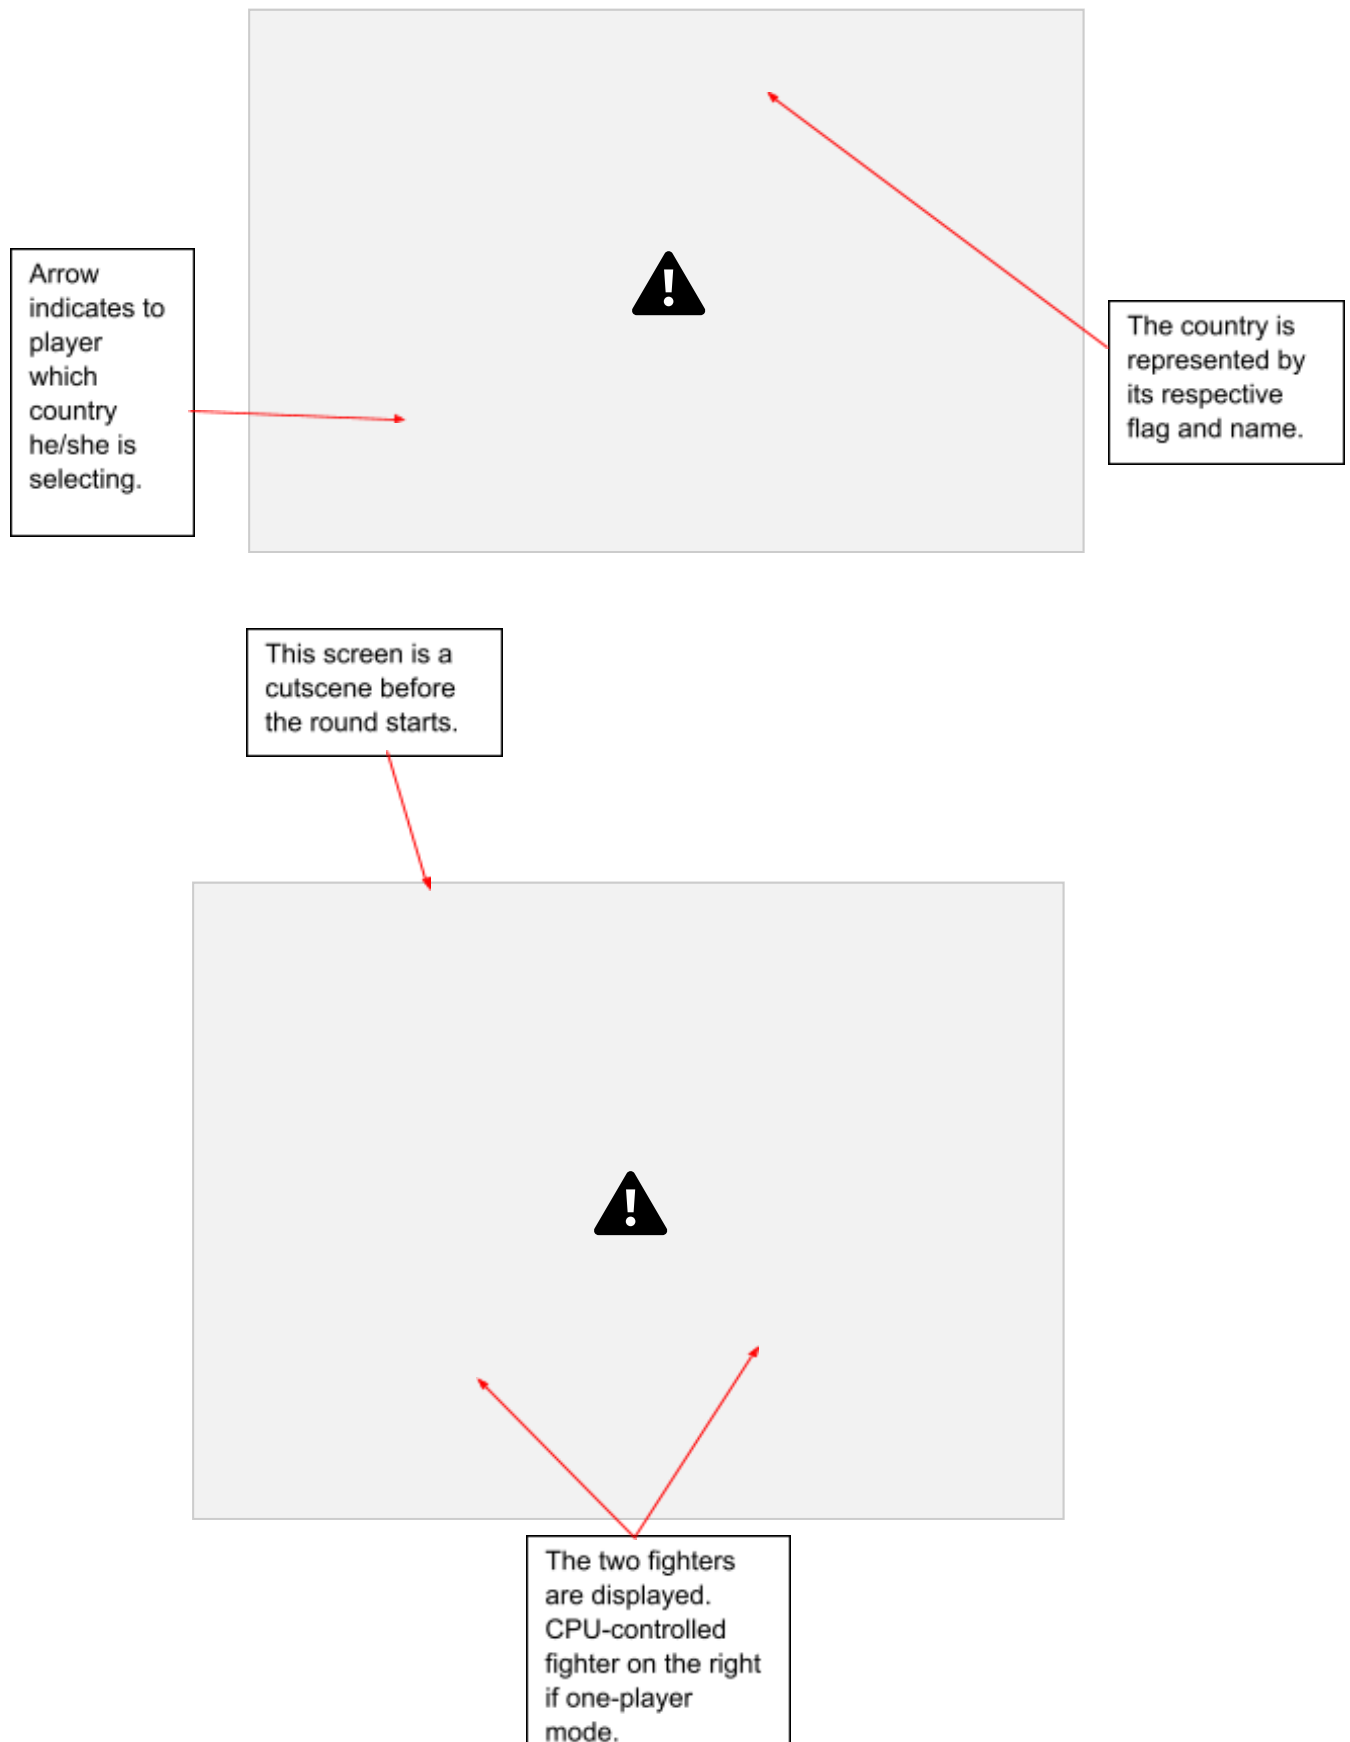 Arrow
indicates to
player
which
country
he/she is
selecting.
The country is
represented by
its respective
flag and name.
This screen is a
cutscene before
the round starts.
The two fighters
are displayed.
CPU-controlled
fighter on the right
if one-player
mode.